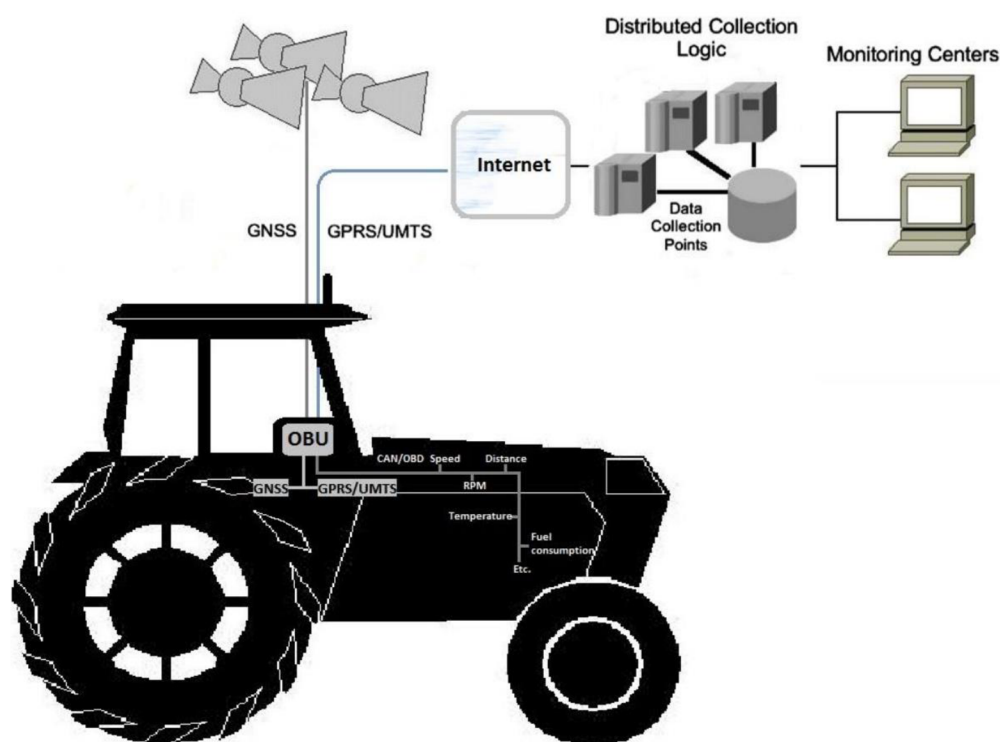 Distributed Collection
Logic
Monitoring Centers
Internet
Data
Collection
Points
GNSS
GPRS/UMTS
OBU
CAN/OBD Speed
Distance
GNSS
GPRS/UMTS
RPM
Temperature
Fuel
consumption
Etc.